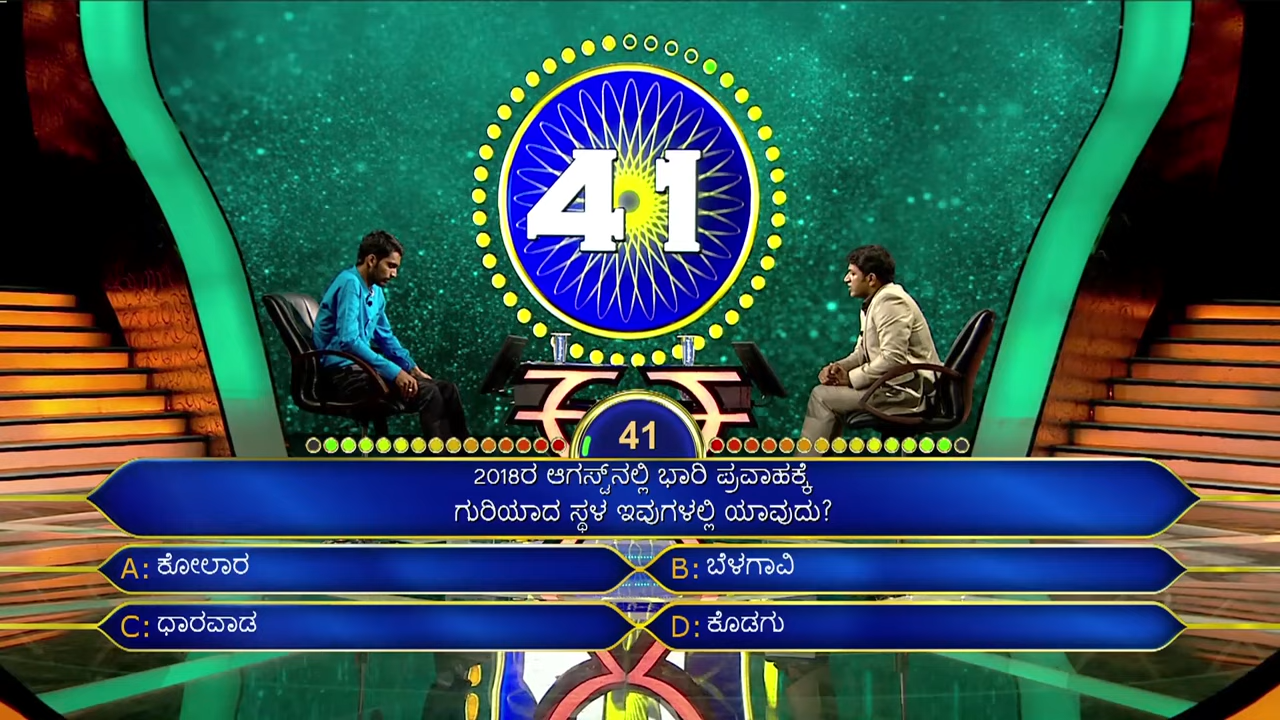 41
41
2018ರ ಆಗಸ್ಟ್‌ನಲ್ಲಿ ಭಾರಿ ಪ್ರವಾಹಕ್ಕೆ
ಗುರಿಯಾದ ಸ್ಥಳ ಇವುಗಳಲ್ಲಿ ಯಾವುದು?
A: ಕೋಲಾರ
B: ಬೆಳಗಾವಿ
C: ಧಾರವಾಡ
D: ಕೊಡಗು